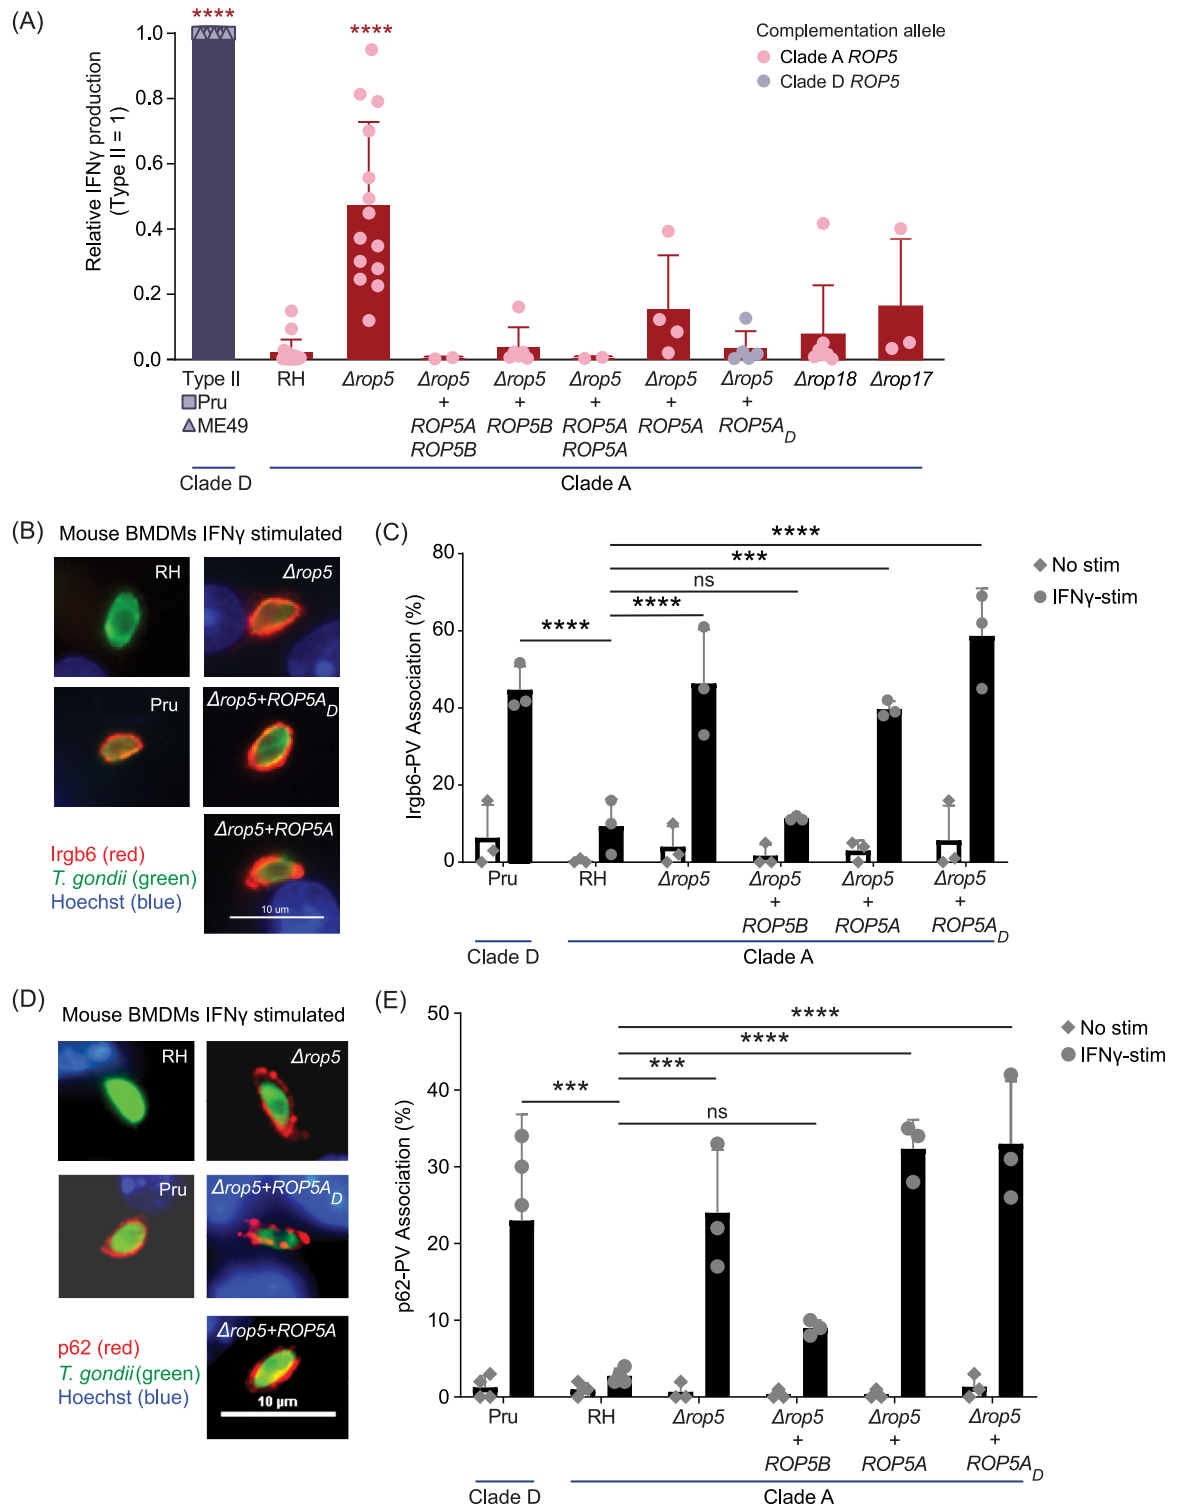 (A)
****
****
Complementation allele
Clade A ROP5
Clade D ROP5
Relative IFNγ production
(Type II = 1)
1.0
0.8
0.6
0.4
0.2
0.0
Type II
Pru
ME49
RH
Δrop5
Δrop5
+
ROP5A
ROP5B
Δrop5
+
ROP5B
Δrop5
+
ROP5A
ROP5A
Δrop5
+
ROP5A
Δrop5
+
ROP5A_D
Δrop18
Δrop17
Clade D
Clade A
(B)
Mouse BMDMs IFNγ stimulated
RH
Δrop5
Pru
Δrop5+ROP5A_D
Δrop5+ROP5A
10 um
Irgb6 (red)
T. gondii (green)
Hoechst (blue)
(C)
Irgb6-PV Association (%)
80
60
40
20
0
****
***
ns
****
****
No stim
IFNγ-stim
Pru
RH
Δrop5
Δrop5
+
ROP5B
Δrop5
+
ROP5A
Δrop5
+
ROP5A_D
Clade D
Clade A
(D)
Mouse BMDMs IFNγ stimulated
RH
Δrop5
Pru
Δrop5+ROP5A_D
Δrop5+ROP5A
10 μm
p62 (red)
T. gondii (green)
Hoechst (blue)
(E)
p62-PV Association (%)
50
40
30
20
10
0
****
****
***
***
ns
No stim
IFNγ-stim
Pru
RH
Δrop5
Δrop5
+
ROP5B
Δrop5
+
ROP5A
Δrop5
+
ROP5A_D
Clade D
Clade A